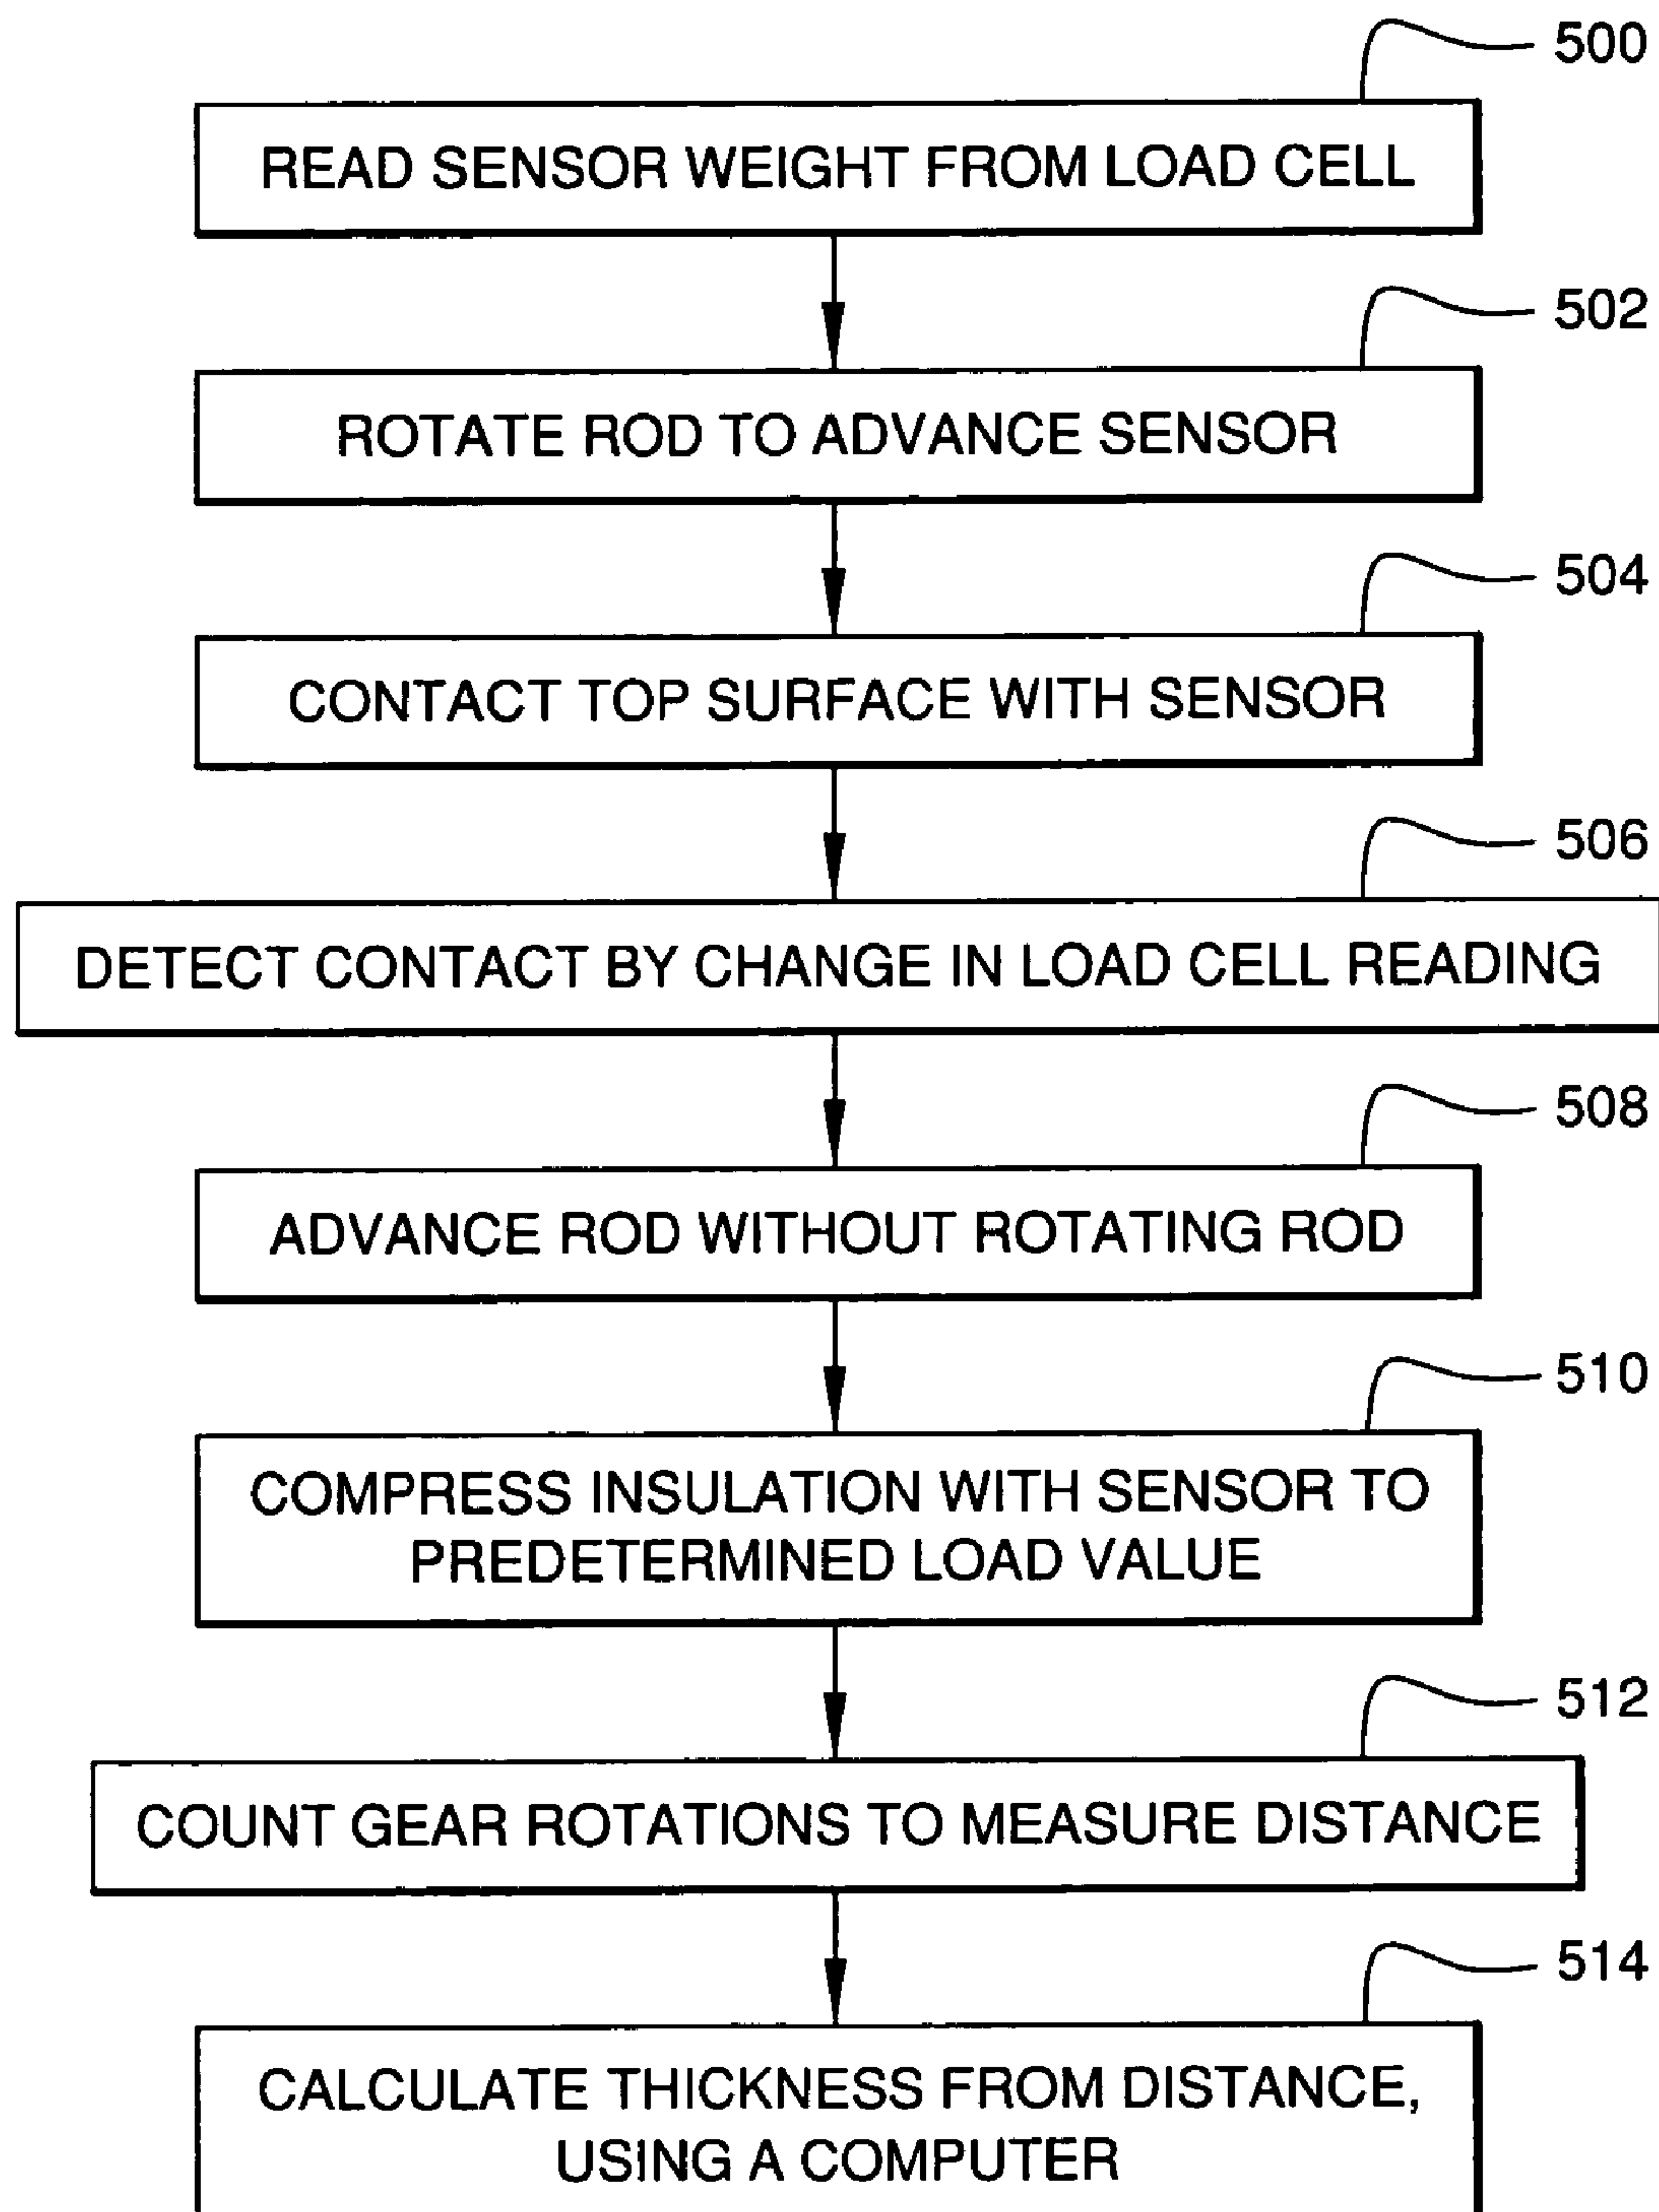 500
READ SENSOR WEIGHT FROM LOAD CELL
502
ROTATE ROD TO ADVANCE SENSOR
504
CONTACT TOP SURFACE WITH SENSOR
506
DETECT CONTACT BY CHANGE IN LOAD CELL READING
508
ADVANCE ROD WITHOUT ROTATING ROD
510
COMPRESS INSULATION WITH SENSOR TO
PREDETERMINED LOAD VALUE
512
COUNT GEAR ROTATIONS TO MEASURE DISTANCE
514
CALCULATE THICKNESS FROM DISTANCE,
USING A COMPUTER